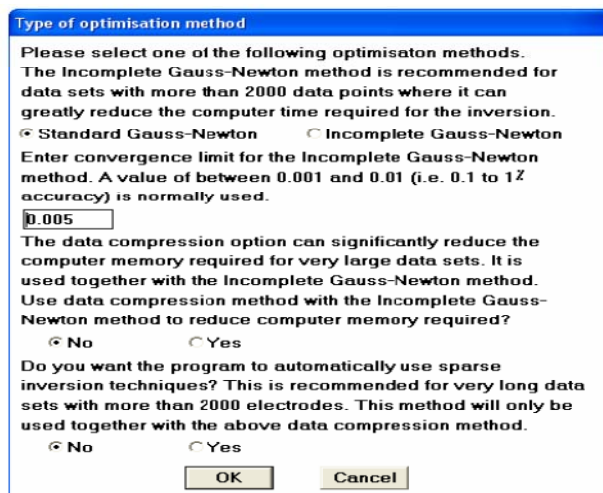 Type of optimisation method
Please select one of the following optimisaton methods.
The Incomplete Gauss-Newton method is recommended for
data sets with more than 2000 data points where it can
greatly reduce the computer time required for the inversion.
Standard Gauss-Newton Incomplete Gauss-Newton
Enter convergence limit for the Incomplete Gauss-Newton
method. A value of between 0.001 and 0.01 (i.e. 0.1 to 1%
accuracy) is normally used.
0.005
The data compression option can significantly reduce the
computer memory required for very large data sets. It is
used together with the Incomplete Gauss-Newton method.
Use data compression method with the Incomplete Gauss-
Newton method to reduce computer memory required?
No Yes
Do you want the program to automatically use sparse
inversion techniques? This is recommended for very long data
sets with more than 2000 electrodes. This method will only be
used together with the above data compression method.
No Yes
OK Cancel